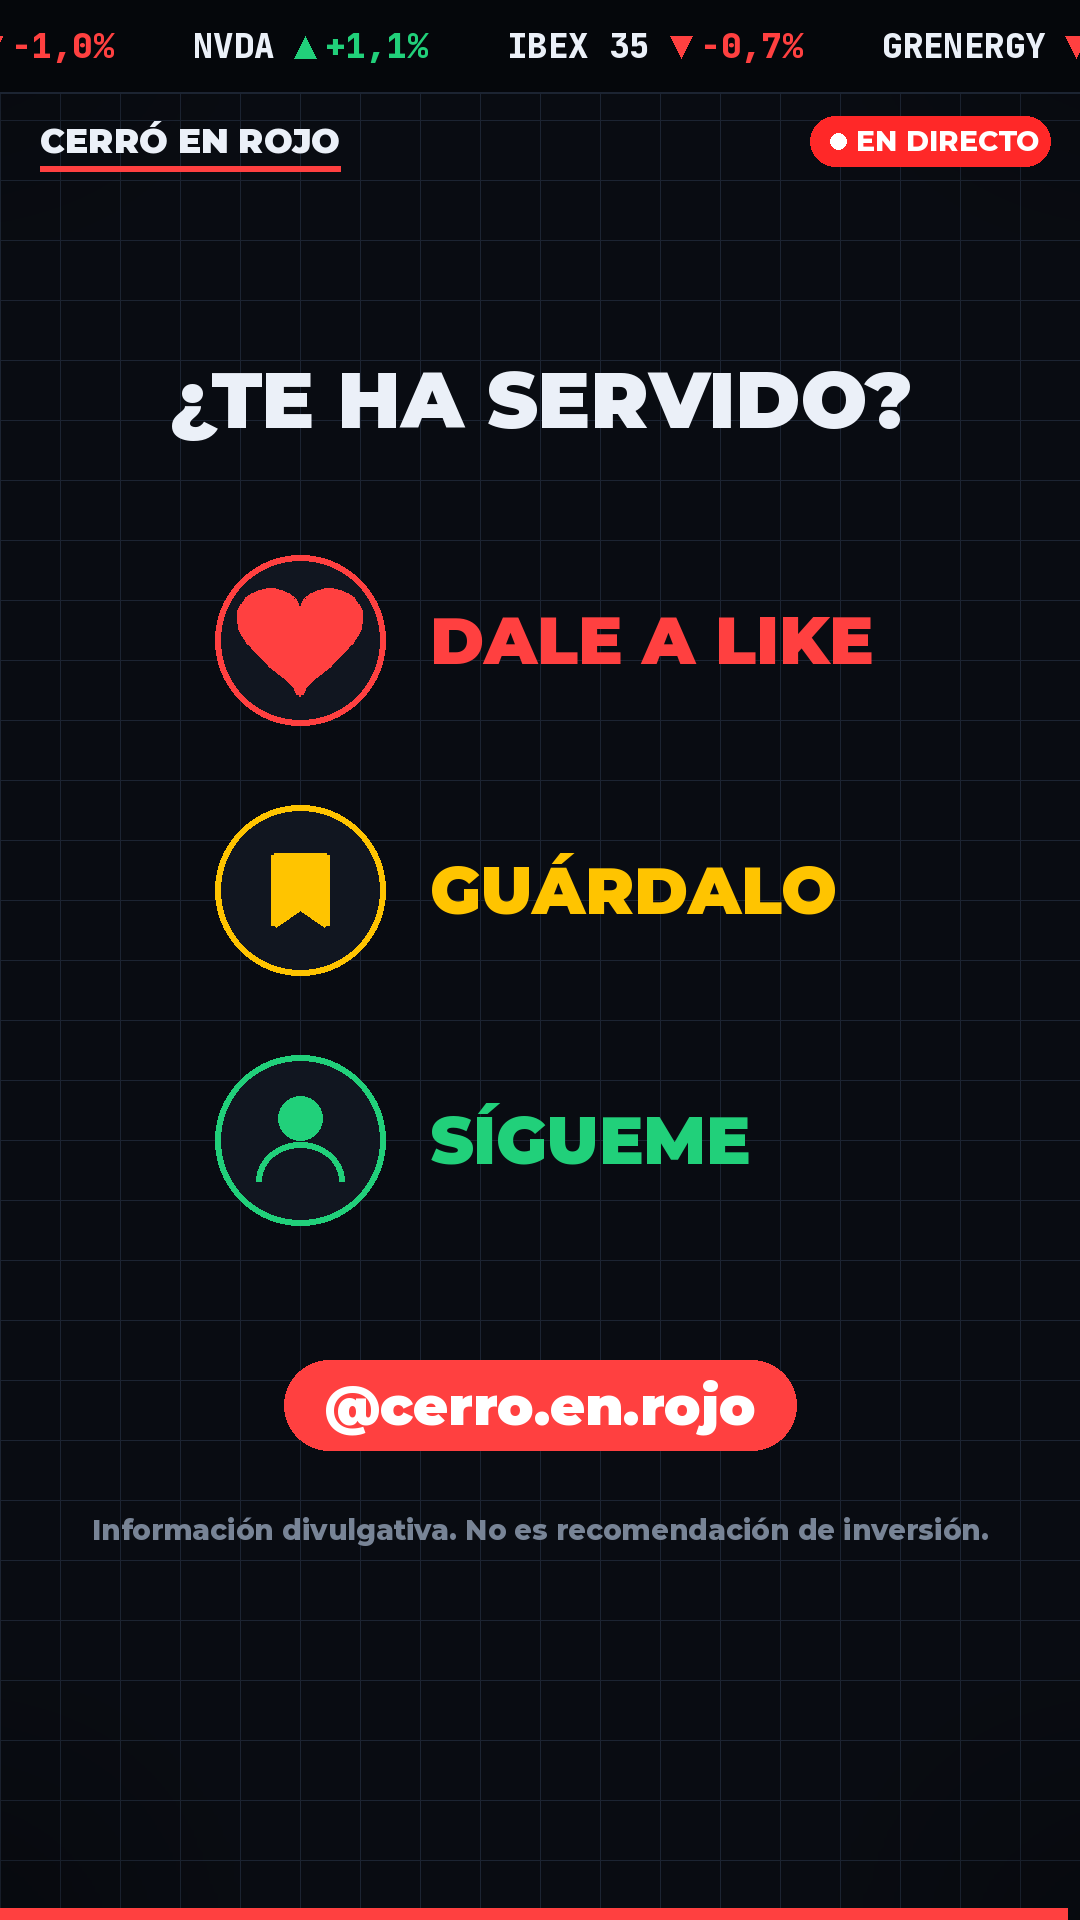 ▼ -1,0% NVDA ▲ +1,1% IBEX 35 ▼ -0,7% GRENERGY ▼
CERRÓ EN ROJO
EN DIRECTO
¿TE HA SERVIDO?
DALE A LIKE
GUÁRDALO
SÍGUEME
@cerro.en.rojo
Información divulgativa. No es recomendación de inversión.